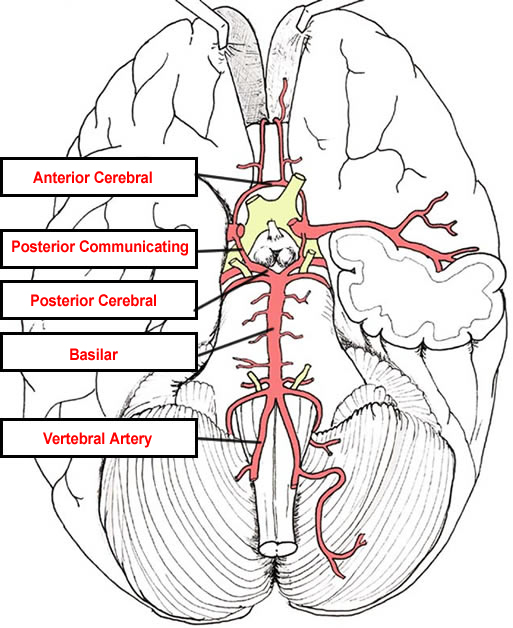 Anterior Cerebral
Posterior Communicating
Posterior Cerebral
Basilar
Vertebral Artery